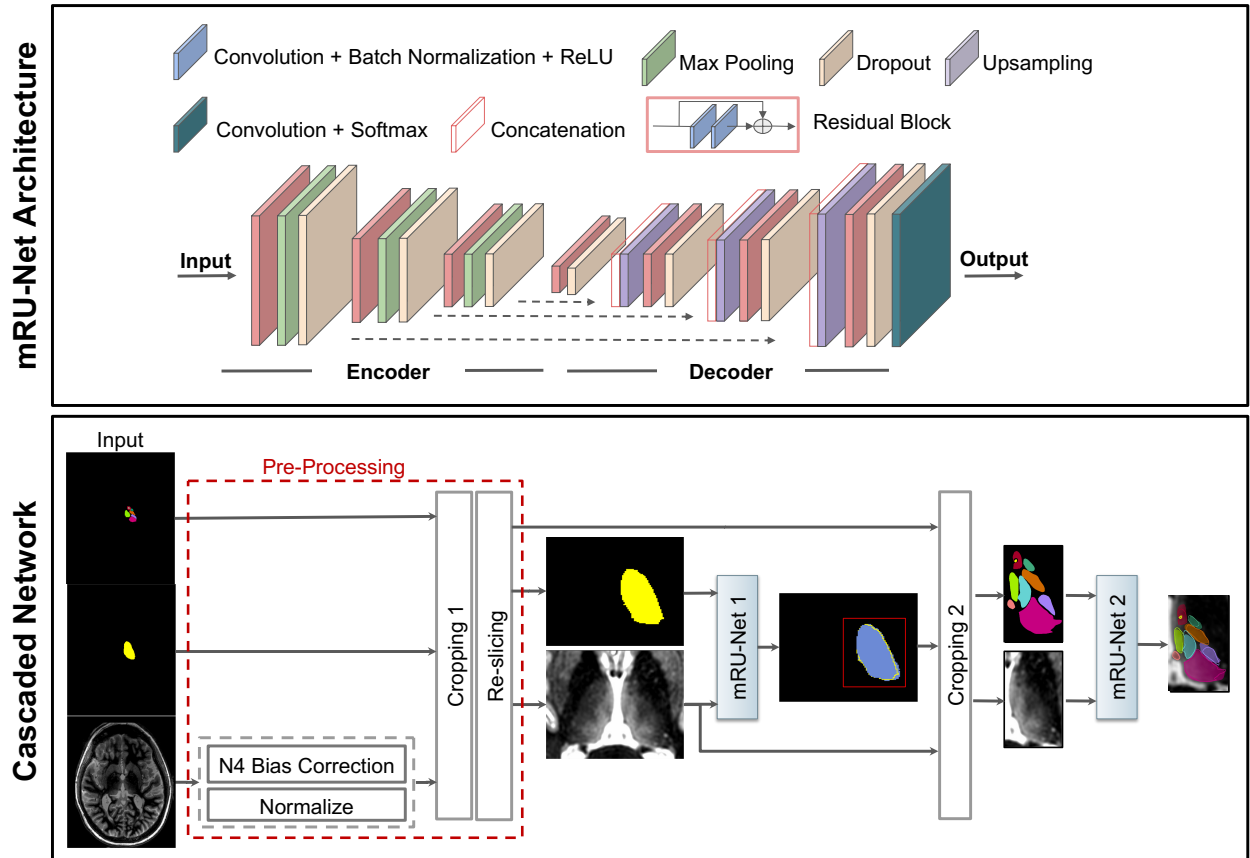 mRU-Net Architecture
Convolution + Batch Normalization + ReLU
Max Pooling
Dropout
Upsampling
Convolution + Softmax
Concatenation
Residual Block
Input
Output
Encoder
Decoder
Cascaded Network
Input
Pre-Processing
N4 Bias Correction
Normalize
Cropping 1
Re-slicing
mRU-Net 1
Cropping 2
mRU-Net 2